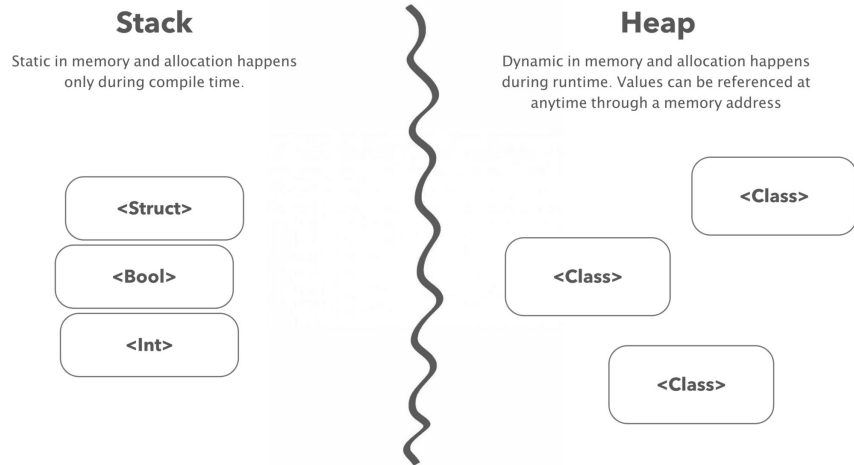 Stack
Static in memory and allocation happens
only during compile time.
<Struct>
<Bool>
<Int>
Heap
Dynamic in memory and allocation happens
during runtime. Values can be referenced at
anytime through a memory address
<Class>
<Class>
<Class>